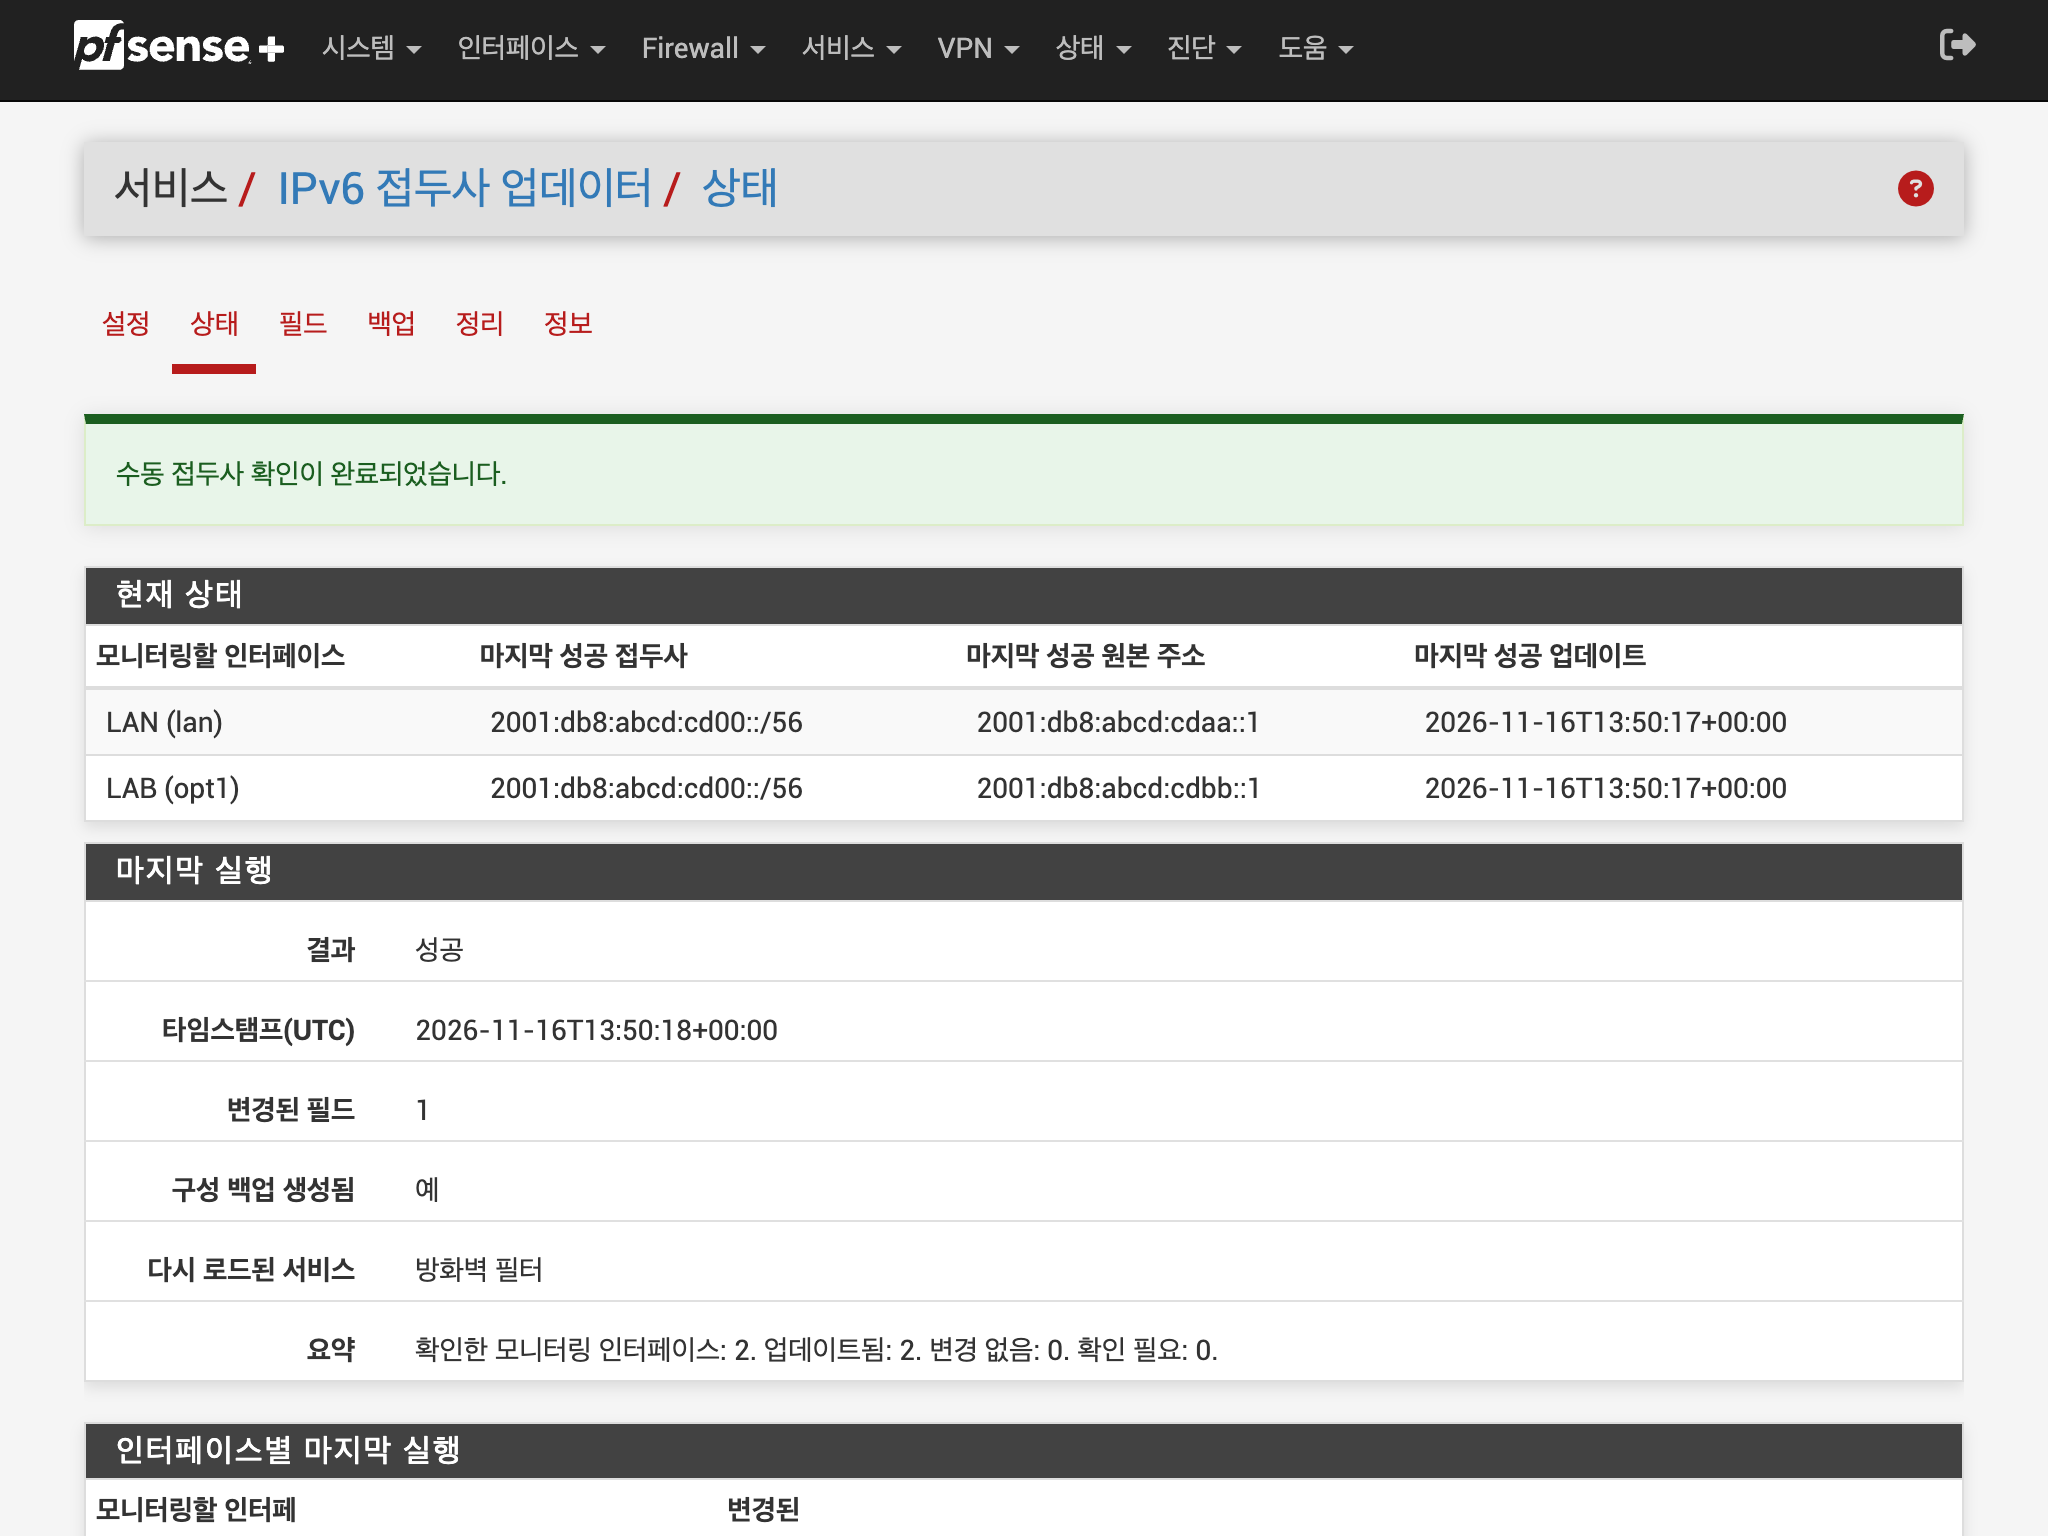 pfsense+ 시스템 인터페이스 Firewall 서비스 VPN 상태 진단 도움
서비스 / IPv6 접두사 업데이터 / 상태
설정 상태 필드 백업 정리 정보
수동 접두사 확인이 완료되었습니다.
현재 상태
모니터링할 인터페이스 마지막 성공 접두사 마지막 성공 원본 주소 마지막 성공 업데이트
LAN (lan) 2001:db8:abcd:cd00::/56 2001:db8:abcd:cdaa::1 2026-11-16T13:50:17+00:00
LAB (opt1) 2001:db8:abcd:cd00::/56 2001:db8:abcd:cdbb::1 2026-11-16T13:50:17+00:00
마지막 실행
결과 성공
타임스탬프(UTC) 2026-11-16T13:50:18+00:00
변경된 필드 1
구성 백업 생성됨 예
다시 로드된 서비스 방화벽 필터
요약 확인한 모니터링 인터페이스: 2. 업데이트됨: 2. 변경 없음: 0. 확인 필요: 0.
인터페이스별 마지막 실행
모니터링할 인터페 변경된